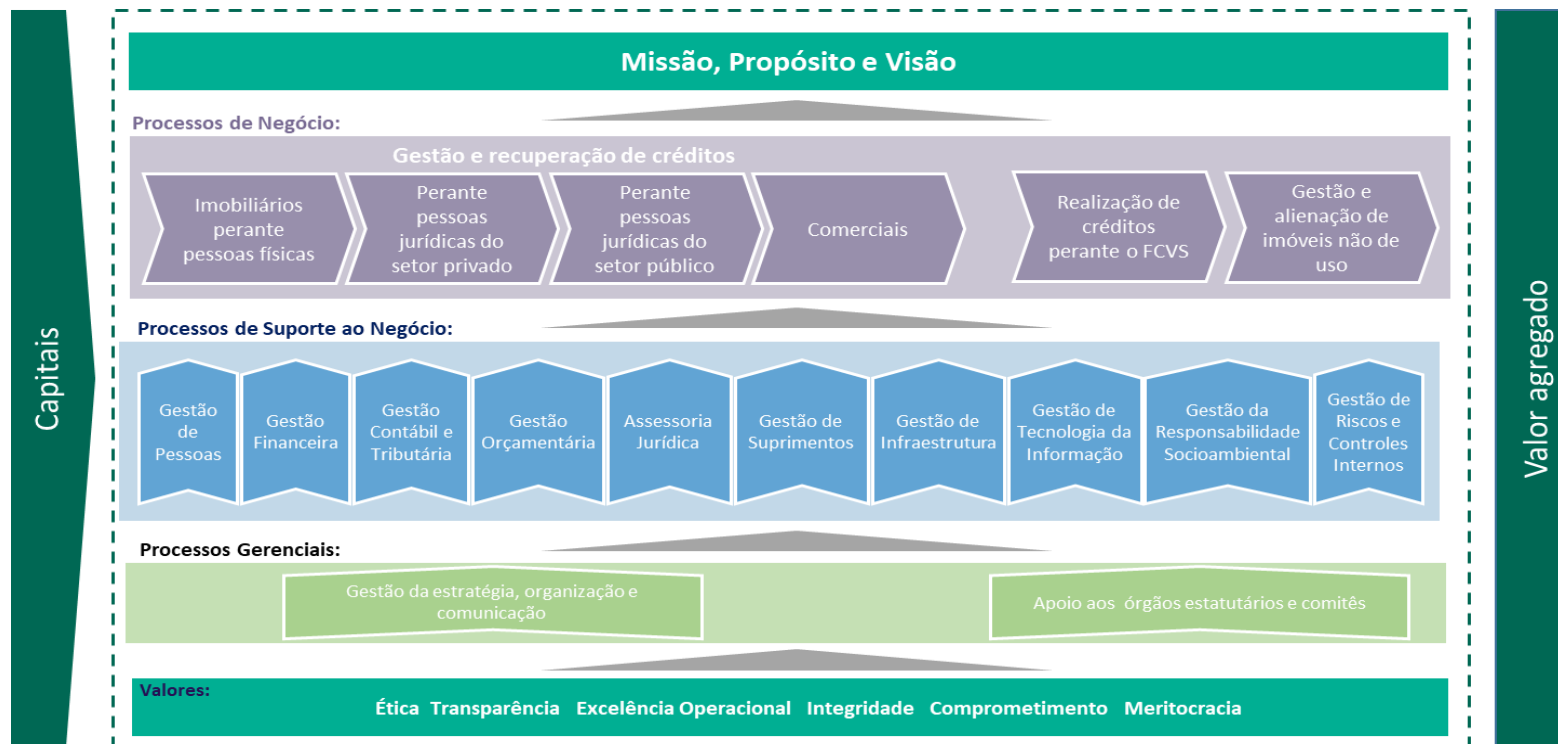 Capitais
Missão, Propósito e Visão
Processos de Negócio:
Gestão e recuperação de créditos
Imobiliários
perante
pessoas físicas
Perante
pessoas
jurídicas do
setor privado
Perante
pessoas
jurídicas do
setor público
Comerciais
Realização de
créditos
perante o FCVS
Gestão e
alienação de
imóveis não de
uso
Processos de Suporte ao Negócio:
Gestão
de
Pessoas
Gestão
Financeira
Gestão
Contábil e
Tributária
Gestão
Orçamentária
Assessoria
Jurídica
Gestão de
Suprimentos
Gestão de
Infraestrutura
Gestão de
Tecnologia da
Informação
Gestão da
Responsabilidade
Socioambiental
Gestão de
Riscos e
Controles
Internos
Processos Gerenciais:
Gestão da estratégia, organização e
comunicação
Apoio aos órgãos estatutários e comitês
Valores:
Ética Transparência Excelência Operacional Integridade Comprometimento Meritocracia
Valor agregado